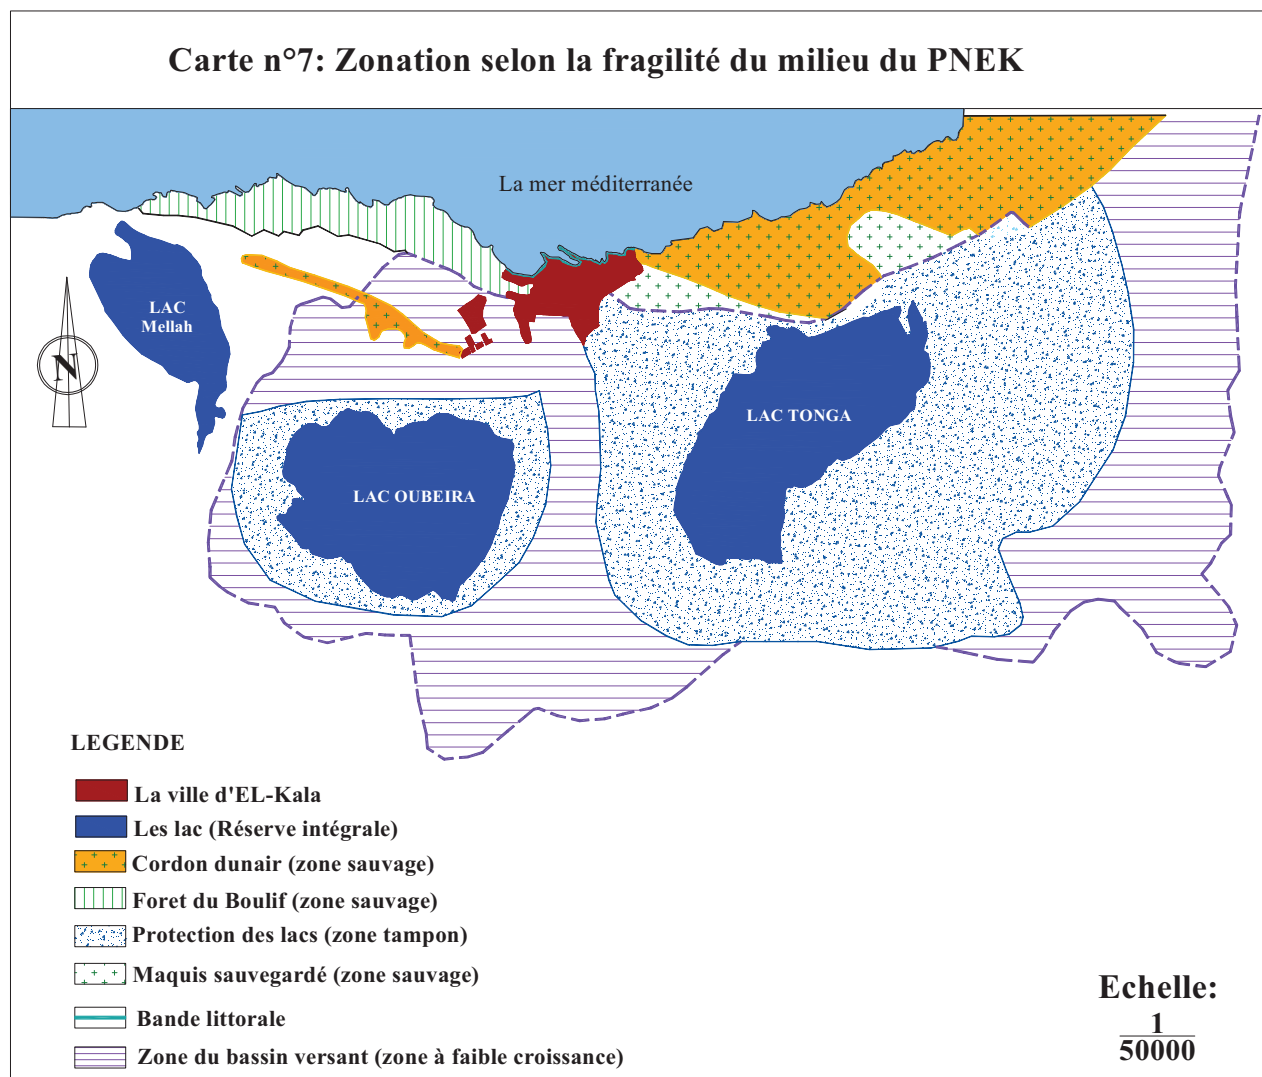 Carte n°7: Zonation selon la fragilité du milieu du PNEK
La mer méditerranée
LAC
Mellah
N
LAC TONGA
LAC OUBEIRA
LEGENDE
La ville d'EL-Kala
Les lac (Réserve intégrale)
Cordon dunair (zone sauvage)
Foret du Boulif (zone sauvage)
Protection des lacs (zone tampon)
Maquis sauvegardé (zone sauvage)
Bande littorale
Zone du bassin versant (zone à faible croissance)
Echelle:
1
50000